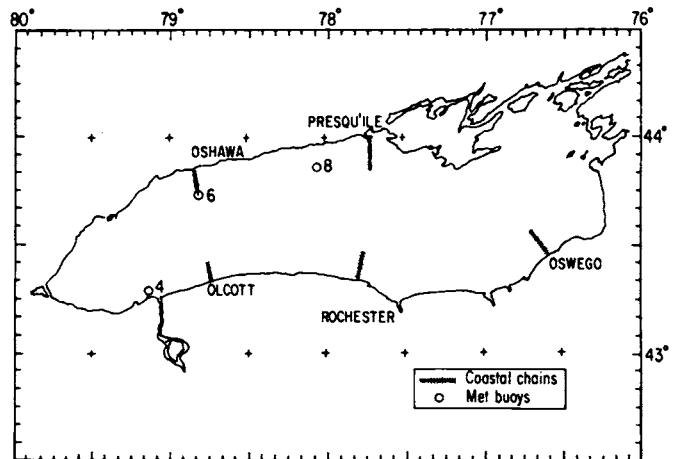 80° 79° 78° 77° 76°
PRESQU'ILE
44°
OSHAWA
8
6
4
OLCOTT
OSWEGO
ROCHESTER
43°
Coastal chains
Met buoys